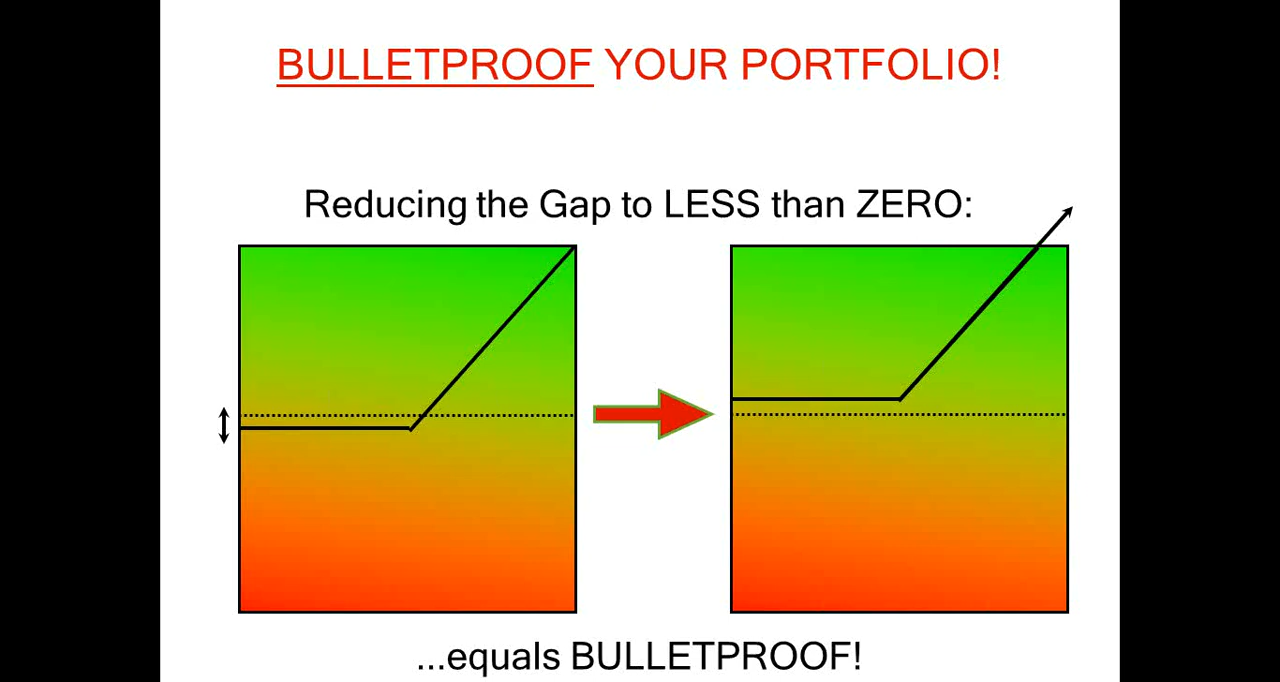 BULLETPROOF YOUR PORTFOLIO!
Reducing the Gap to LESS than ZERO:
...equals BULLETPROOF!